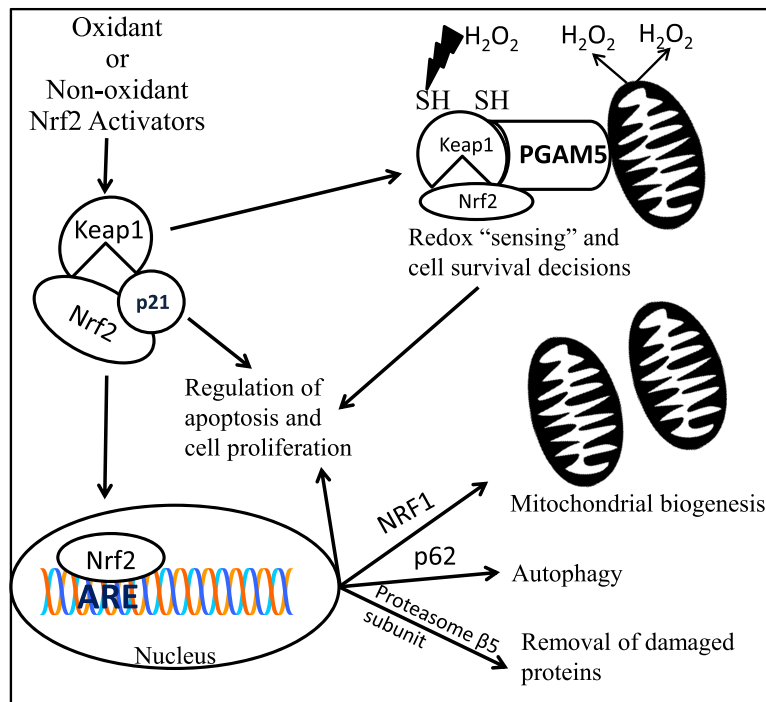 Oxidant
or
Non-oxidant
Nrf2 Activators
Keap1
Nrf2
p21
H₂O₂
H₂O₂
H₂O₂
SH SH
Keap1
PGAM5
Nrf2
Redox “sensing” and
cell survival decisions
Regulation of
apoptosis and
cell proliferation
Nrf2
ARE
Nucleus
NRF1
Mitochondrial biogenesis
p62
Autophagy
Proteasome β5
subunit
Removal of damaged
proteins